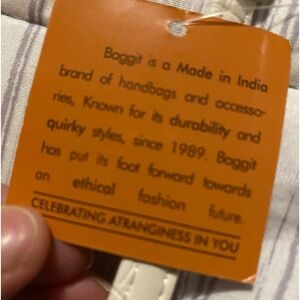 Baggit is a Made in India
brand of handbags and accesso-
ries, Known for its durability and
quirky styles, since 1989. Baggit
has put its foot forward towards
an ethical fashion future.
CELEBRATING ATRANGINESS IN YOU